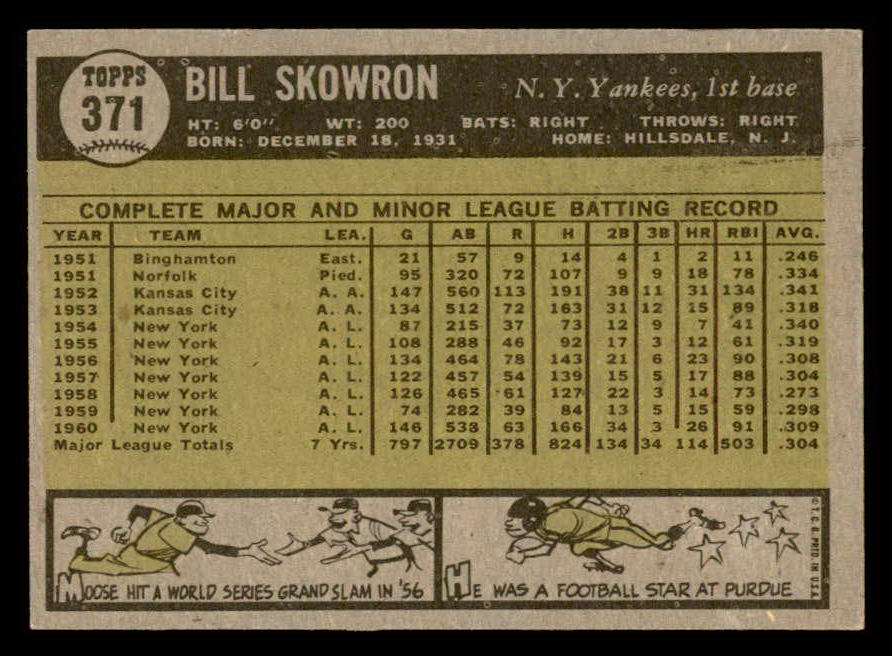 TOPPS
371
BILL SKOWRON
N. Y. Yankees, 1st base
HT: 6'0" WT: 200 BATS: RIGHT THROWS: RIGHT
BORN: DECEMBER 18, 1931 HOME: HILLSDALE, N. J.
COMPLETE MAJOR AND MINOR LEAGUE BATTING RECORD
YEAR TEAM LEA. G AB R H 2B 3B HR RBI AVG.
1951 Binghamton East. 21 57 9 14 4 1 2 11 .246
1951 Norfolk Pied. 95 320 72 107 9 9 18 78 .334
1952 Kansas City A. A. 147 560 113 191 38 11 31 134 .341
1953 Kansas City A. A. 134 512 72 163 31 12 15 89 .318
1954 New York A. L. 87 215 37 73 12 9 7 41 .340
1955 New York A. L. 108 288 46 92 17 3 12 61 .319
1956 New York A. L. 134 464 78 143 21 6 23 90 .308
1957 New York A. L. 122 457 54 139 15 5 17 88 .304
1958 New York A. L. 126 465 61 127 22 3 14 73 .273
1959 New York A. L. 74 282 39 84 13 5 15 59 .298
1960 New York A. L. 146 538 63 166 34 3 26 91 .309
Major League Totals 7 Yrs. 797 2709 378 824 134 34 114 503 .304
MOOSE HIT A WORLD SERIES GRAND SLAM IN '56
HE WAS A FOOTBALL STAR AT PURDUE
© T.C.G. PRTD. IN U.S.A.